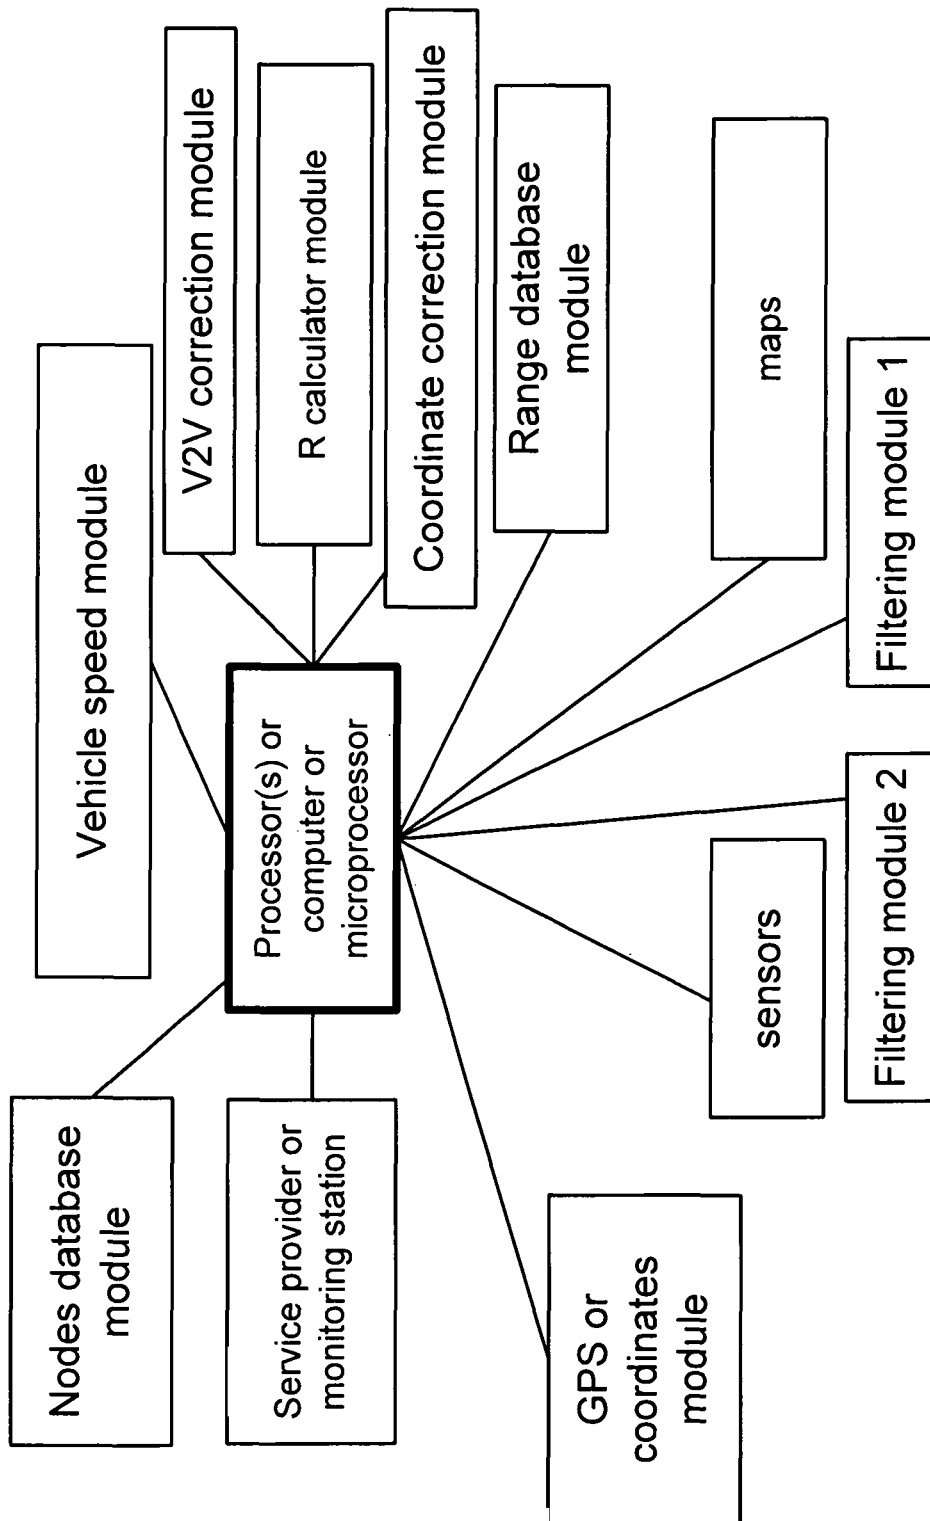 Nodes database
module
Vehicle speed module
V2V correction module
Service provider or
monitoring station
Processor(s) or
computer or
microprocessor
R calculator module
Coordinate correction module
Range database
module
GPS or
coordinates
module
sensors
maps
Filtering module 2
Filtering module 1